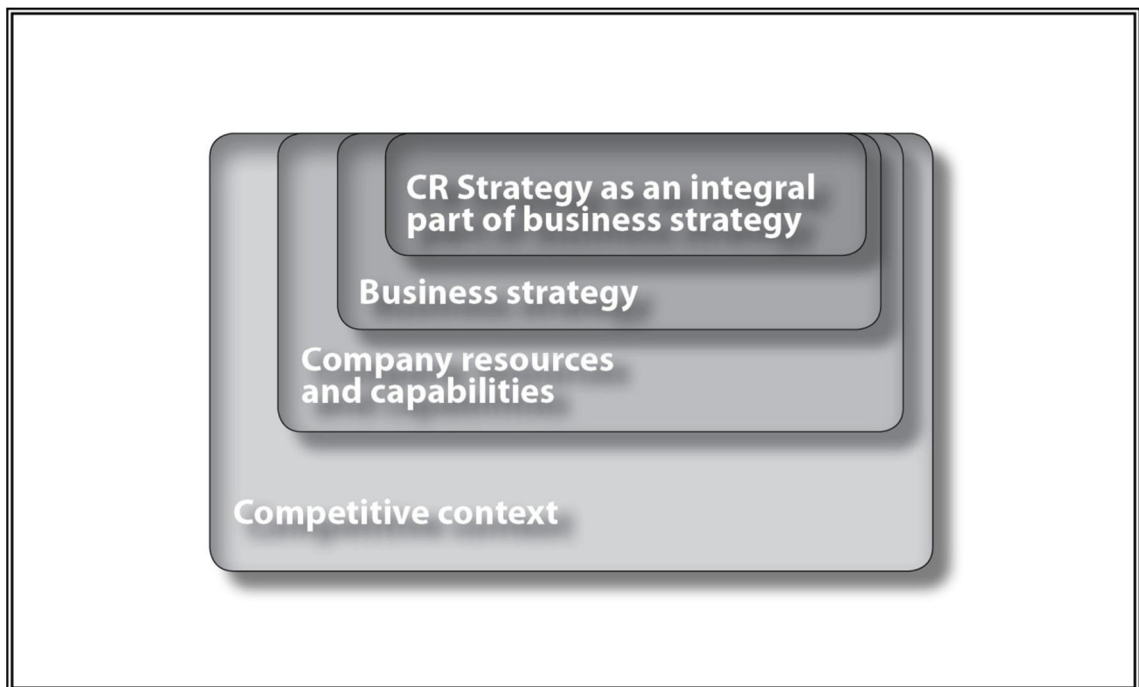 CR Strategy as an integral
part of business strategy
Business strategy
Company resources
and capabilities
Competitive context